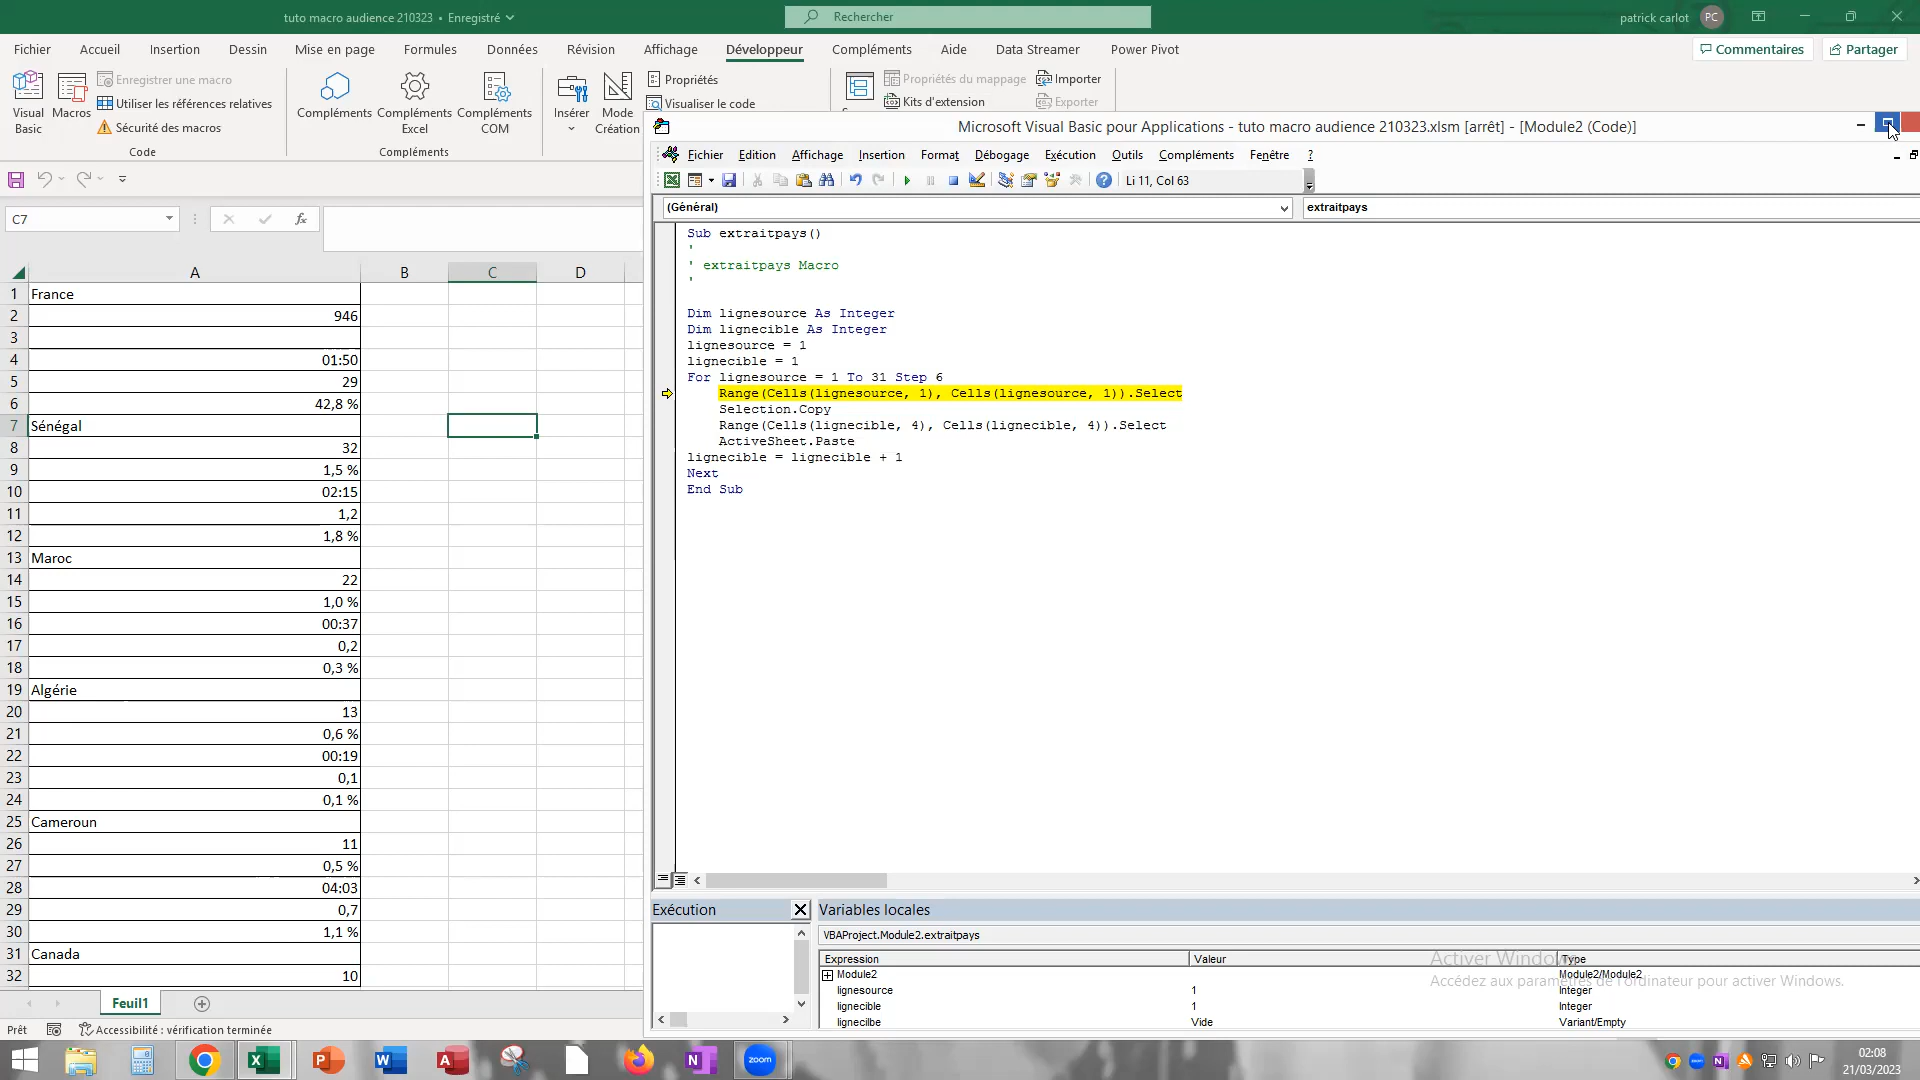 tuto macro audience 210323 • Enregistré
Rechercher
patrick carlot
PC
Fichier
Accueil
Insertion
Dessin
Mise en page
Formules
Données
Révision
Affichage
Développeur
Compléments
Aide
Data Streamer
Power Pivot
Commentaires
Partager
Visual Basic
Macros
Enregistrer une macro
Utiliser les références relatives
Sécurité des macros
Code
Compléments
Compléments Excel
Compléments COM
Compléments
Insérer
Mode Création
Propriétés
Visualiser le code
Propriétés du mappage
Kits d'extension
Importer
Exporter
Microsoft Visual Basic pour Applications - tuto macro audience 210323.xlsm [arrêt] - [Module2 (Code)]
Fichier
Edition
Affichage
Insertion
Format
Débogage
Exécution
Outils
Compléments
Fenêtre
?
Li 11, Col 63
C7
fx
(Général)
extraitpays
Sub extraitpays()
'
' extraitpays Macro
'
Dim lignesource As Integer
Dim lignecible As Integer
lignesource = 1
lignecible = 1
For lignesource = 1 To 31 Step 6
Range(Cells(lignesource, 1), Cells(lignesource, 1)).Select
Selection.Copy
Range(Cells(lignecible, 4), Cells(lignecible, 4)).Select
ActiveSheet.Paste
lignecible = lignecible + 1
Next
End Sub
A B C D
1 France
2 946
3
4 01:50
5 29
6 42,8 %
7 Sénégal
8 32
9 1,5 %
10 02:15
11 1,2
12 1,8 %
13 Maroc
14 22
15 1,0 %
16 00:37
17 0,2
18 0,3 %
19 Algérie
20 13
21 0,6 %
22 00:19
23 0,1
24 0,1 %
25 Cameroun
26 11
27 0,5 %
28 04:03
29 0,7
30 1,1 %
31 Canada
32 10
Exécution
Variables locales
VBAProject.Module2.extraitpays
Expression Valeur Type
Module2 Module2/Module2
lignesource 1 Integer
lignecible 1 Integer
lignecilbe Vide Variant/Empty
Activer Windows
Accédez aux paramètres de l'ordinateur pour activer Windows.
Feuil1
Prêt
Accessibilité : vérification terminée
zoom
02:08
21/03/2023